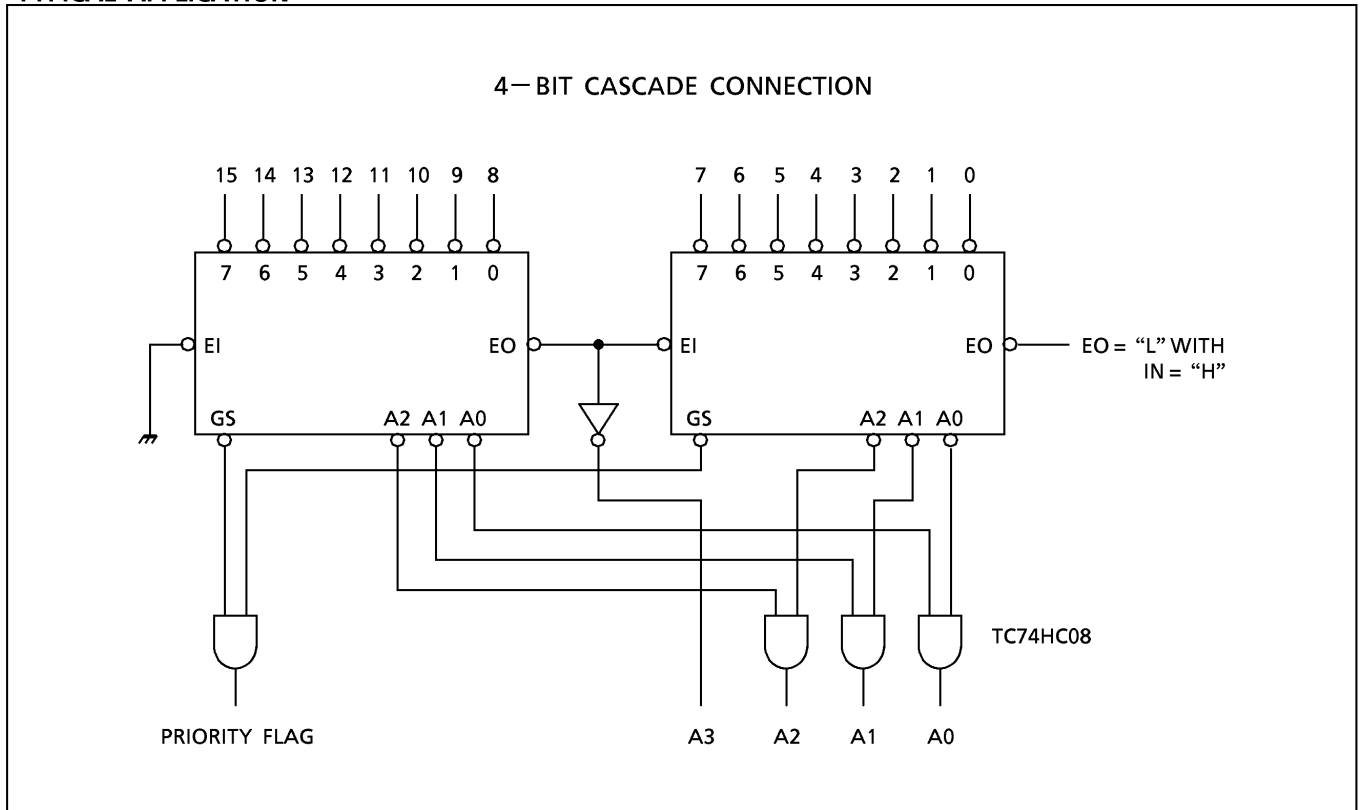 4－BIT CASCADE CONNECTION
15 14 13 12 11 10 9 8 7 6 5 4 3 2 1 0
7 6 5 4 3 2 1 0 7 6 5 4 3 2 1 0
EI EO EI EO EO = “L” WITH
IN = “H”
GS A2 A1 A0 GS A2 A1 A0
TC74HC08
PRIORITY FLAG A3 A2 A1 A0